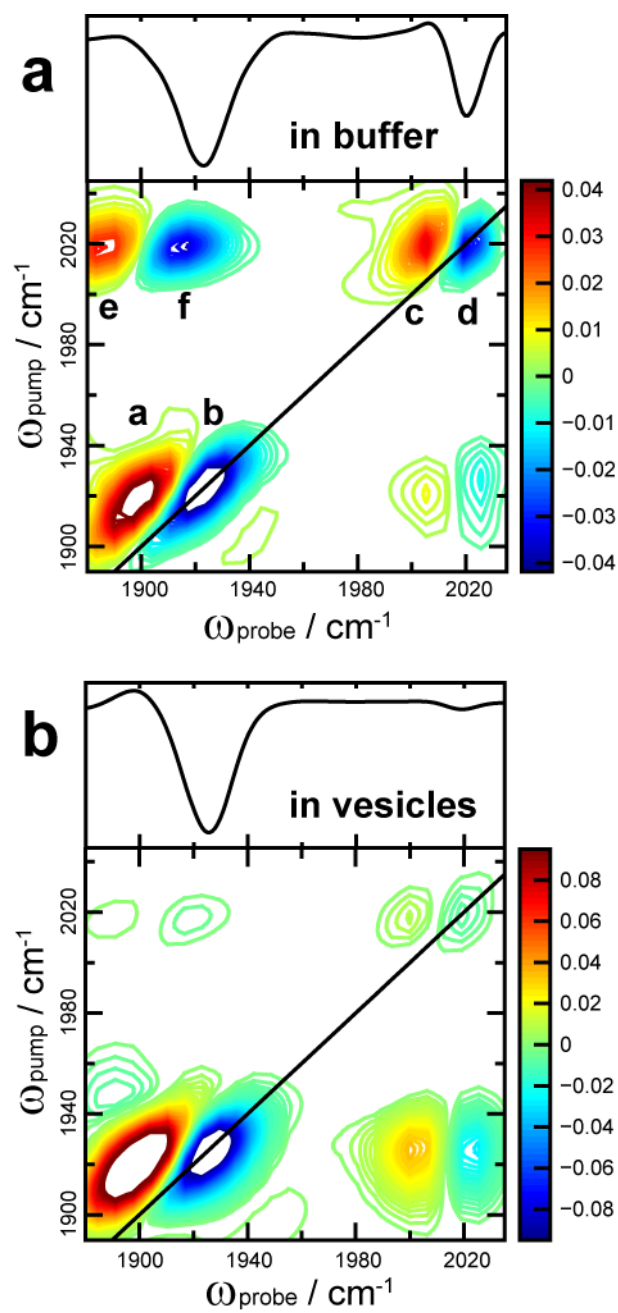 a
in buffer
e
f
c
d
a
b
ωpump / cm-1
2020
1980
1940
1900
1900
1940
1980
2020
ωprobe / cm-1
0.04
0.03
0.02
0.01
0
−0.01
−0.02
−0.03
−0.04
b
in vesicles
ωpump / cm-1
2020
1980
1940
1900
1900
1940
1980
2020
ωprobe / cm-1
0.08
0.06
0.04
0.02
0
−0.02
−0.04
−0.06
−0.08